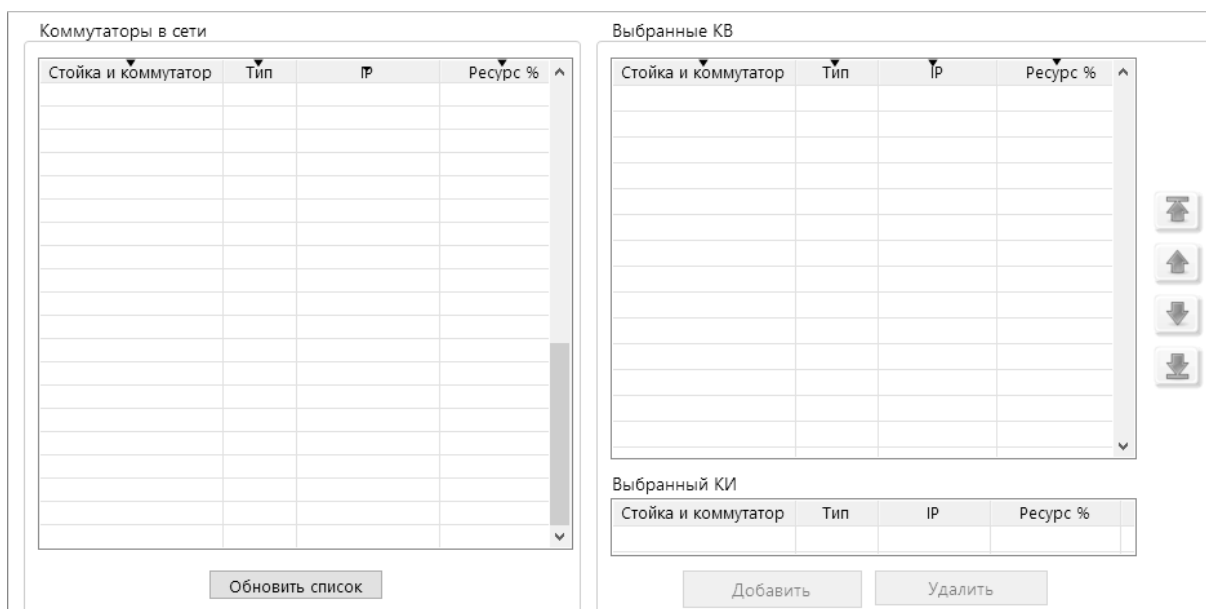 Коммутаторы в сети
Выбранные КВ
Стойка и коммутатор Тип IP Ресурс %
Стойка и коммутатор Тип IP Ресурс %
Выбранный КИ
Стойка и коммутатор Тип IP Ресурс %
Обновить список
Добавить Удалить